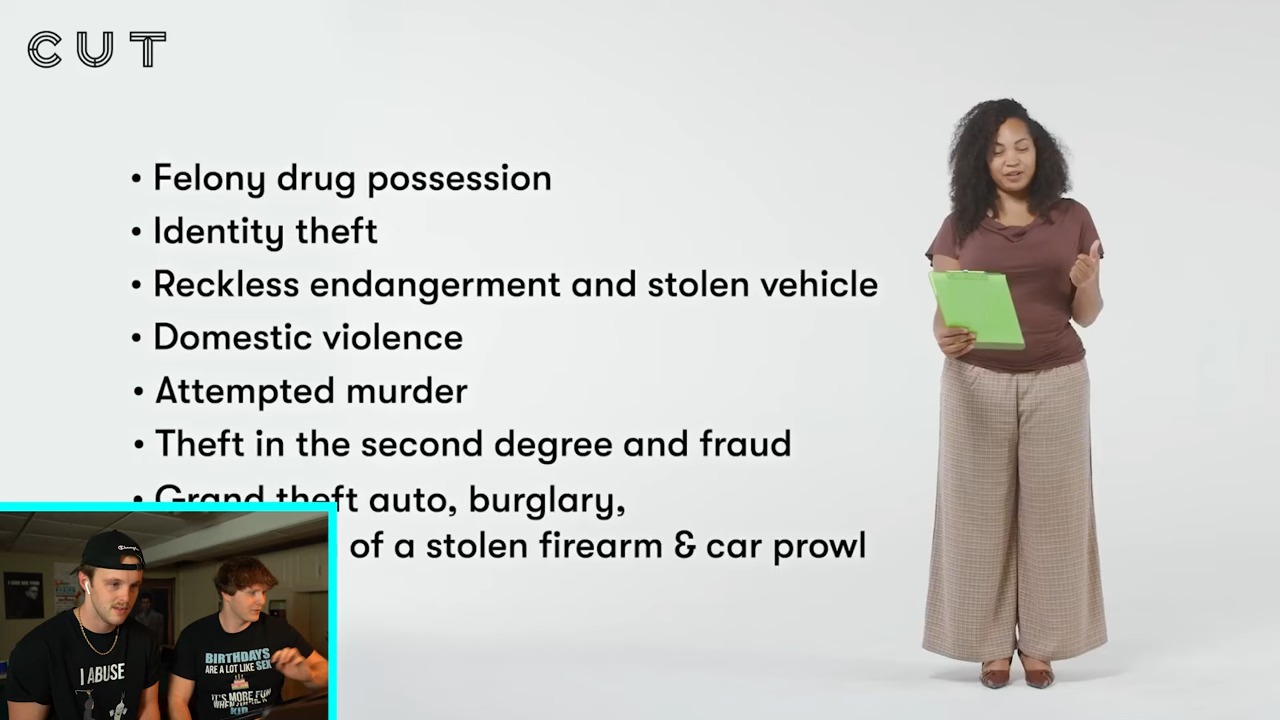 CUT
• Felony drug possession
• Identity theft
• Reckless endangerment and stolen vehicle
• Domestic violence
• Attempted murder
• Theft in the second degree and fraud
• Grand theft auto, burglary,
of a stolen firearm & car prowl
Champion
I ABUSE
BIRTHDAYS
ARE A LOT LIKE SEX
IT'S MORE FUN
KID